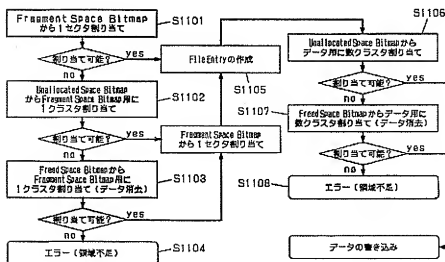 Fragment Space Bitmap
から1セクタ割り当て
S1101
割り当て可能?
yes
no
Unallocated Space Bitmap
からFragment Space Bitmap用に
1クラスタ割り当て
S1102
割り当て可能?
yes
no
Freed Space Bitmapから
Fragment Space Bitmap用に
1クラスタ割り当て(データ消去)
S1103
割り当て可能?
yes
no
エラー(領域不足)
S1104
FileEntryの作成
S1105
Fragment Space Bitmap
から1セクタ割り当て
Unallocated Space Bitmapから
データ用に数クラスタ割り当て
S1106
割り当て可能?
yes
no
S1107
Freed Space Bitmapからデータ用に
数クラスタ割り当て(データ消去)
割り当て可能?
yes
no
S1108
エラー(領域不足)
データの書き込み